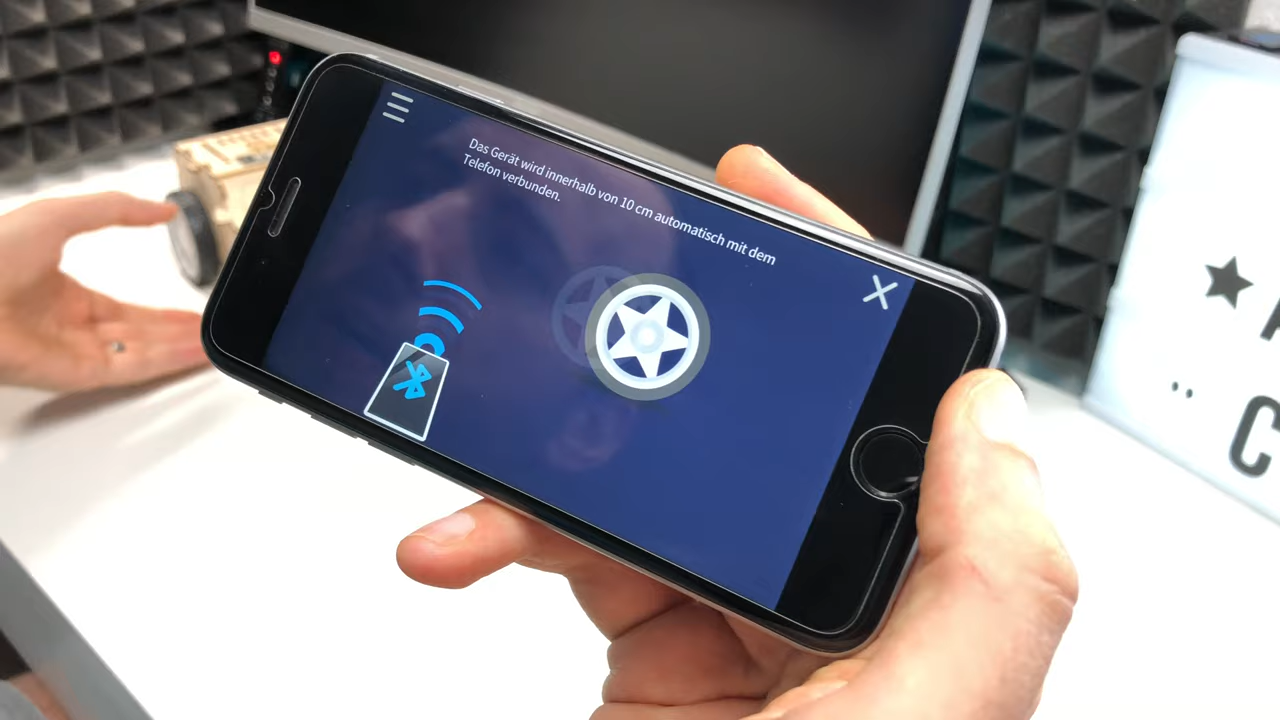 Das Gerät wird innerhalb von 10 cm automatisch mit dem
Telefon verbunden.
C